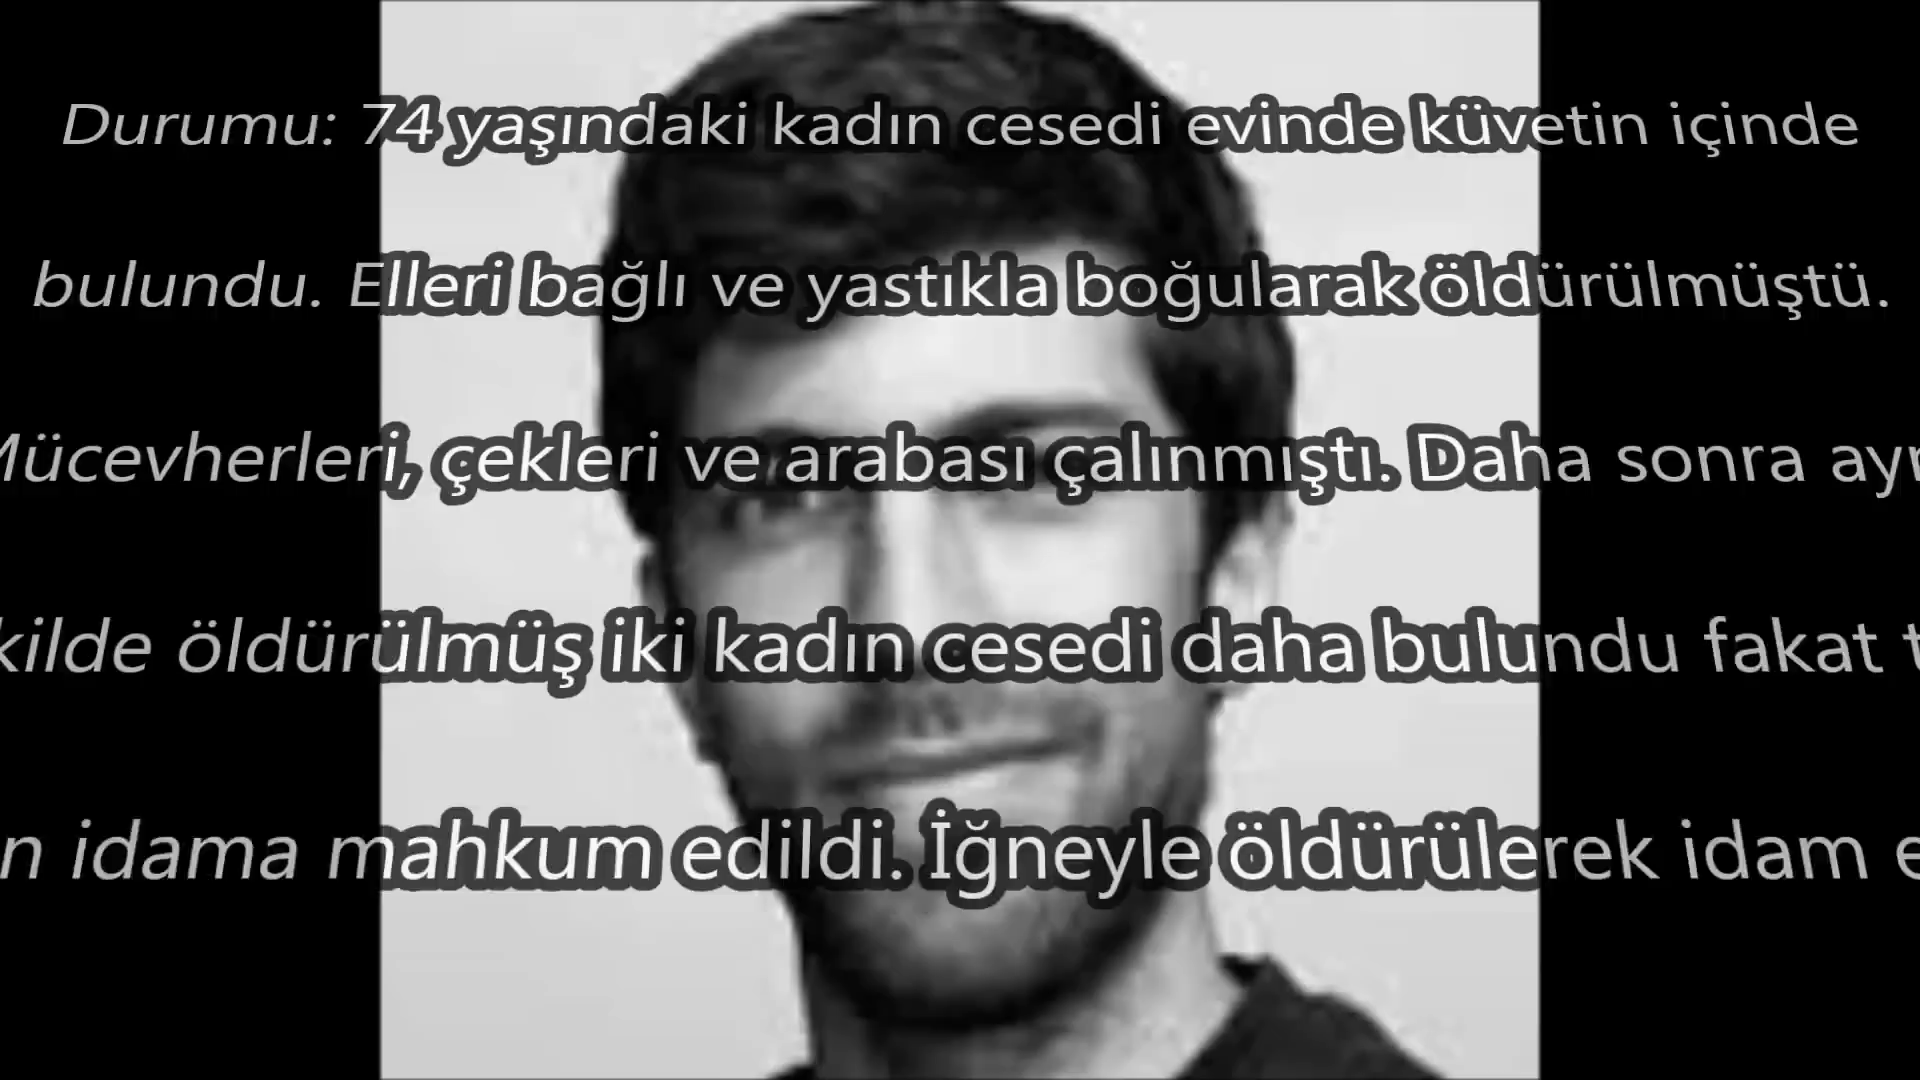 Durumu: 74 yaşındaki kadın cesedi evinde küvetin içinde
bulundu. Elleri bağlı ve yastıkla boğularak öldürülmüştü.
Mücevherleri, çekleri ve arabası çalınmıştı. Daha sonra
öldürülmüş iki kadın cesedi daha bulundu fakat
idama mahkum edildi. İğneyle öldürülerek idam